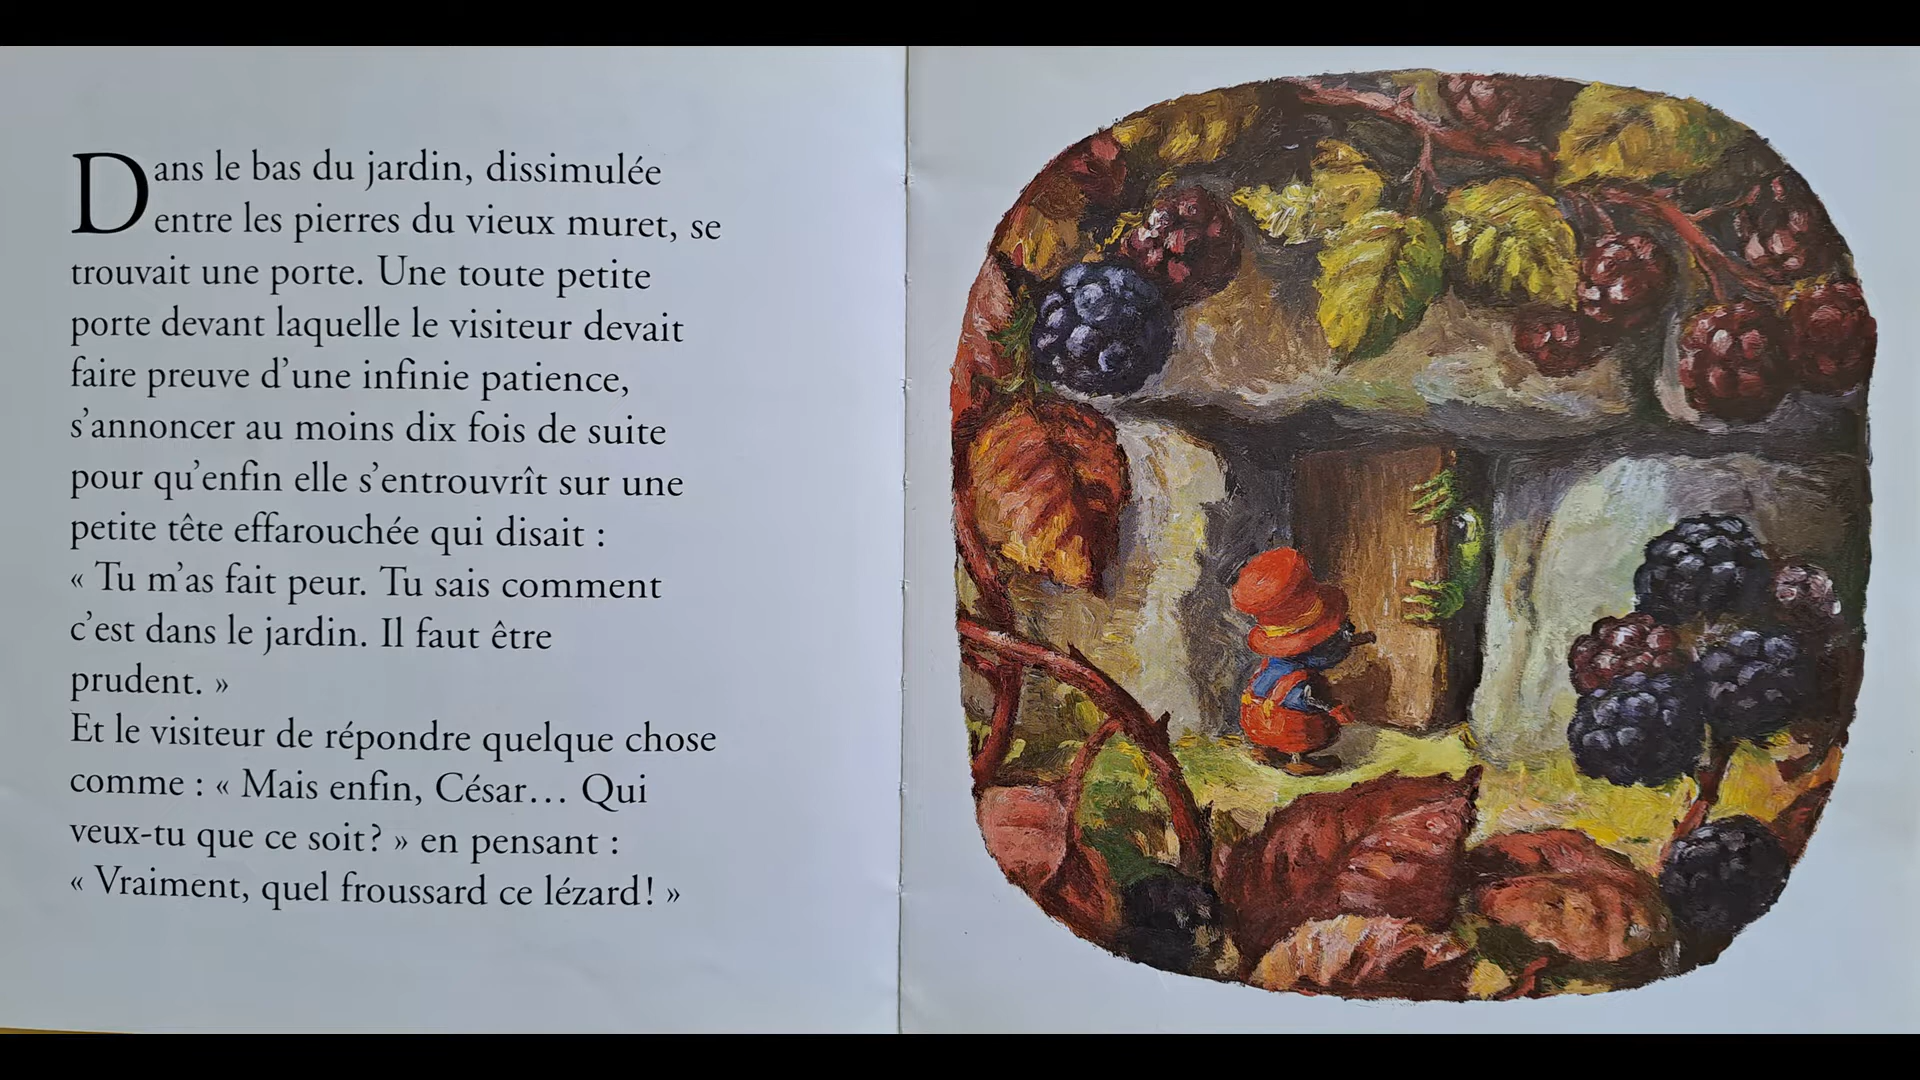 Dans le bas du jardin, dissimulée
entre les pierres du vieux muret, se
trouvait une porte. Une toute petite
porte devant laquelle le visiteur devait
faire preuve d’une infinie patience,
s’annoncer au moins dix fois de suite
pour qu’enfin elle s’entrouvrît sur une
petite tête effarouchée qui disait :
« Tu m’as fait peur. Tu sais comment
c’est dans le jardin. Il faut être
prudent. »
Et le visiteur de répondre quelque chose
comme : « Mais enfin, César… Qui
veux-tu que ce soit ? » en pensant :
« Vraiment, quel froussard ce lézard ! »